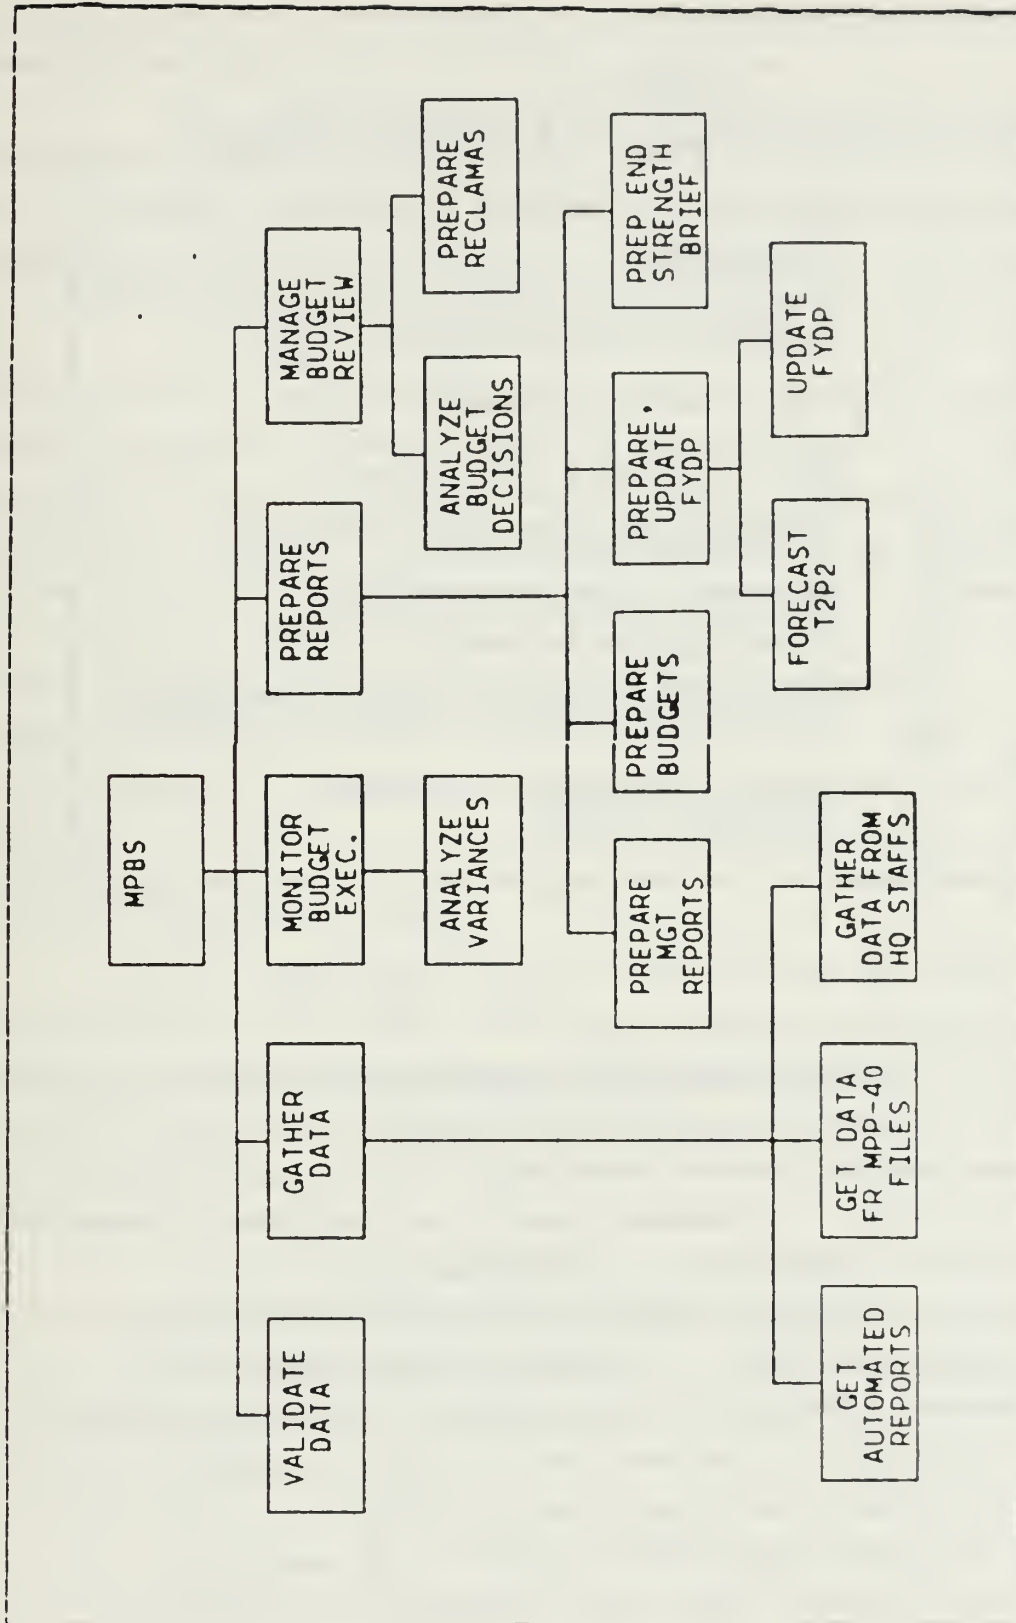 MPBS
VALIDATE
DATA
GATHER
DATA
MONITOR
BUDGET
EXEC.
PREPARE
REPORTS
MANAGE
BUDGET
REVIEW
ANALYZE
VARIANCES
ANALYZE
BUDGET
DECISIONS
PREPARE
RECLAMAS
PREPARE
MGT
REPORTS
PREPARE
BUDGETS
PREPARE,
UPDATE
FYDP
PREP END
STRENGTH
BRIEF
FORECAST
T2P2
UPDATE
FYDP
GET
AUTOMATED
REPORTS
GET DATA
FR MPP-40
FILES
GATHER
DATA FROM
HQ STAFFS